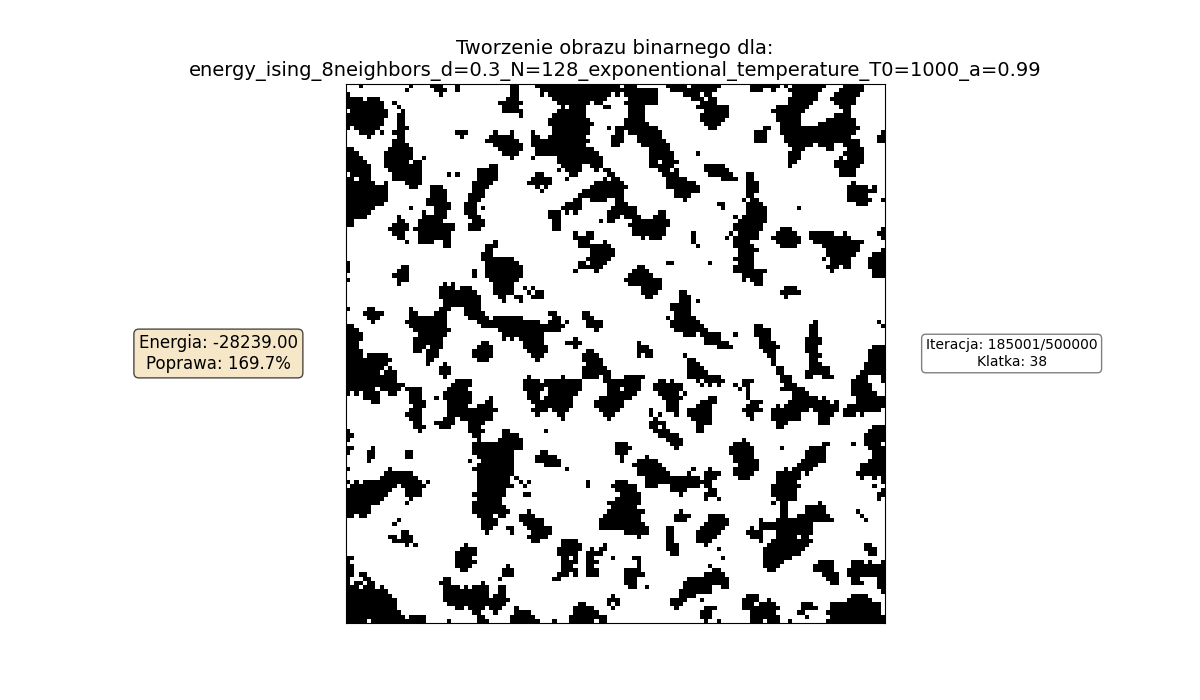 Tworzenie obrazu binarnego dla:
energy_ising_8neighbors_d=0.3_N=128_exponentional_temperature_T0=1000_a=0.99
Energia: -28239.00
Poprawa: 169.7%
Iteracja: 185001/500000
Klatka: 38